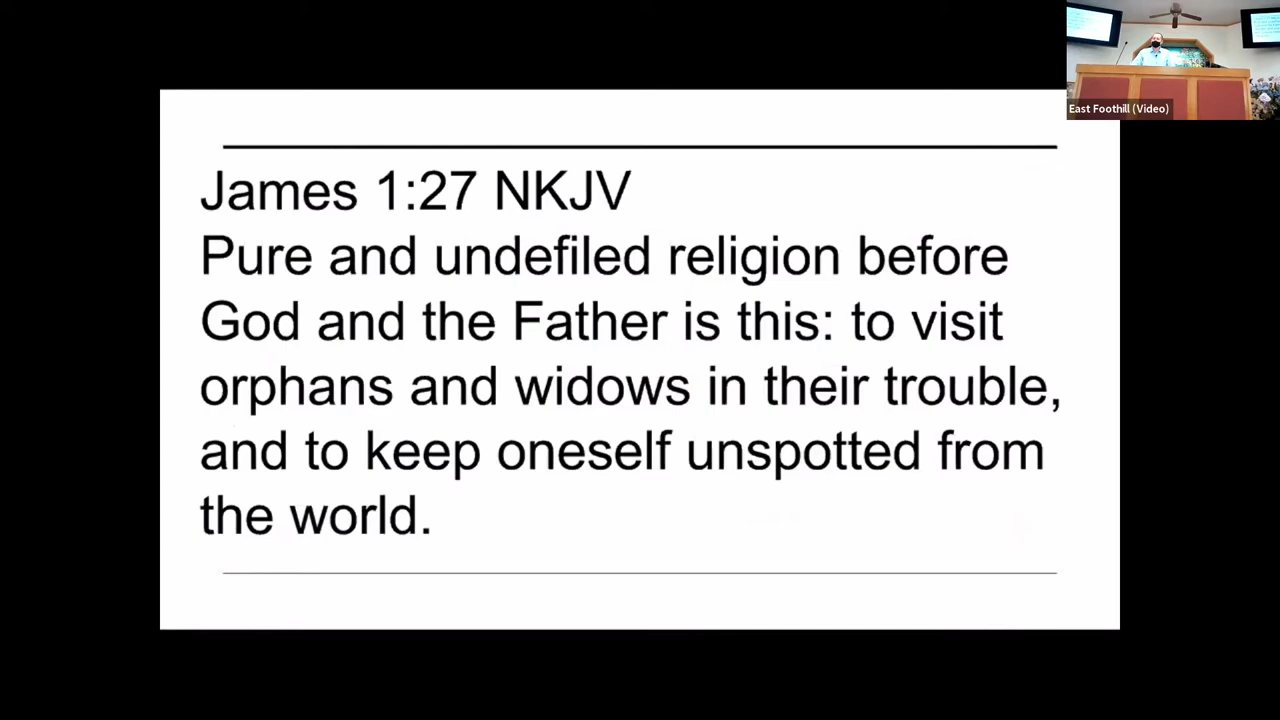 James 1:27 NKJV
Pure and undefiled religion before
God and the Father is this: to visit
orphans and widows in their trouble,
and to keep oneself unspotted from
the world.
East Foothill (Video)